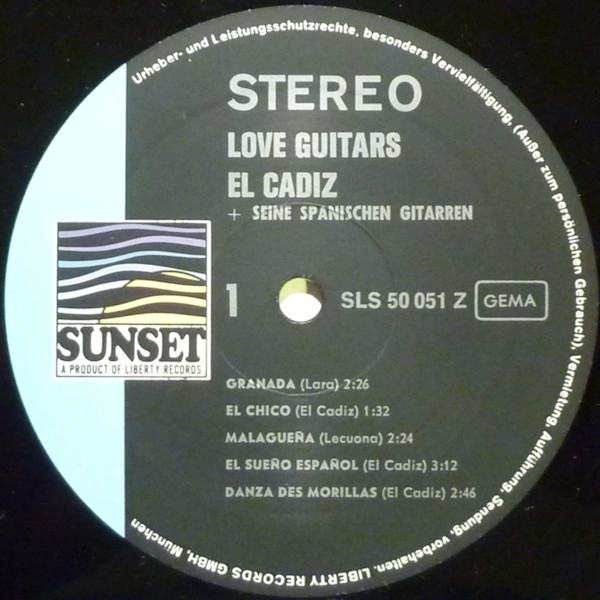 Urheber- und Leistungsschutzrechte, besonders Vervielfältigung, (Außer zum persönlichen Gebrauch), Vermietung, Aufführung, Sendung, vorbehalten. LIBERTY RECORDS GMBH, München
STEREO
LOVE GUITARS
EL CADIZ
+ SEINE SPANISCHEN GITARREN
SUNSET
A PRODUCT OF LIBERTY RECORDS
1
SLS 50 051 Z GEMA
GRANADA (Lara) 2:26
EL CHICO (El Cadiz) 1:32
MALAGUEÑA (Lecuona) 2:24
EL SUEÑO ESPAÑOL (El Cadiz) 3:12
DANZA DES MORILLAS (El Cadiz) 2:46